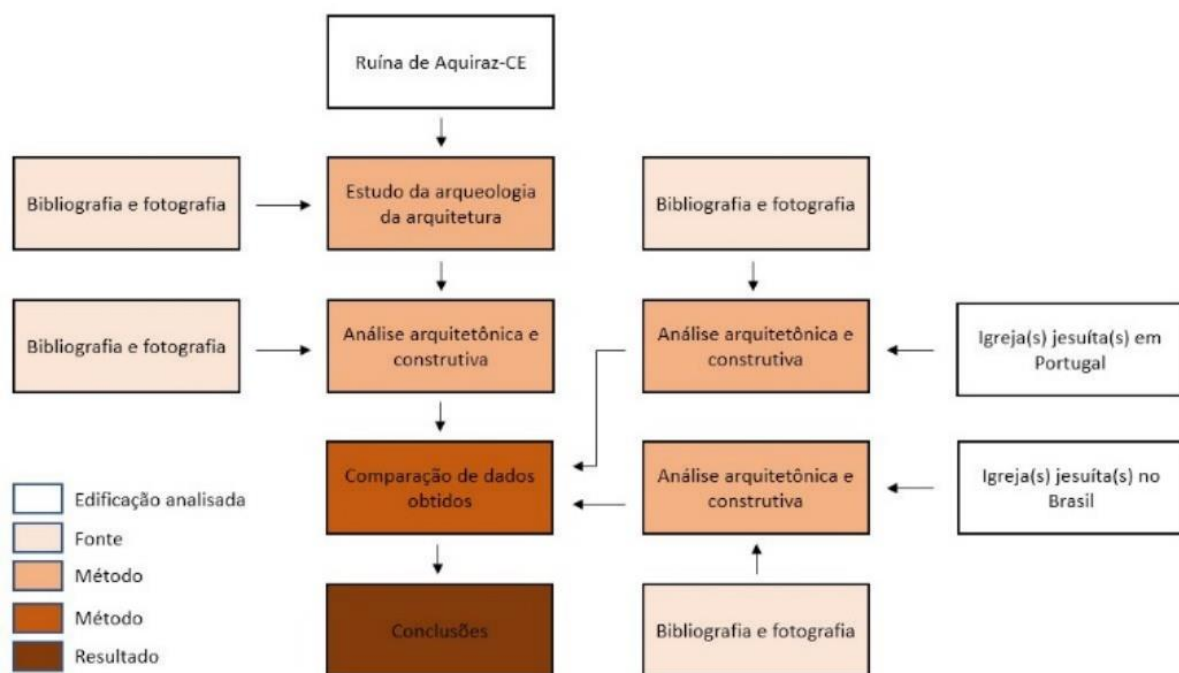 Ruína de Aquiraz-CE
Bibliografia e fotografia
Estudo da arqueologia
da arquitetura
Bibliografia e fotografia
Bibliografia e fotografia
Análise arquitetônica e
construtiva
Análise arquitetônica e
construtiva
Igreja(s) jesuíta(s) em
Portugal
Comparação de dados
obtidos
Análise arquitetônica e
construtiva
Igreja(s) jesuíta(s) no
Brasil
Conclusões
Bibliografia e fotografia
Edificação analisada
Fonte
Método
Método
Resultado